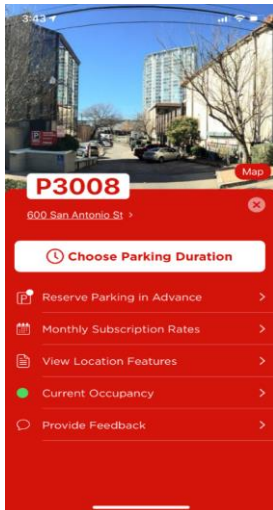 3:43
Map
P3008
600 San Antonio St >
Choose Parking Duration
Reserve Parking in Advance
Monthly Subscription Rates
View Location Features
Current Occupancy
Provide Feedback